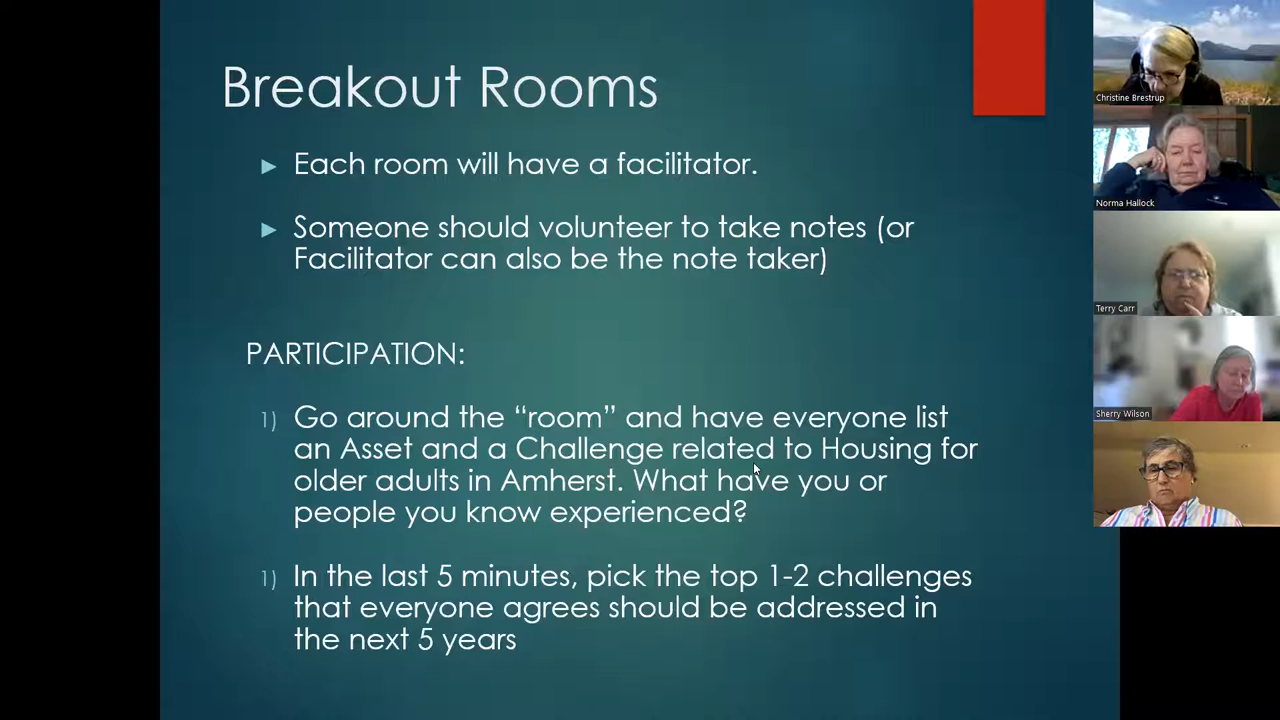 Breakout Rooms
Each room will have a facilitator.
Someone should volunteer to take notes (or
Facilitator can also be the note taker)
PARTICIPATION:
1) Go around the “room” and have everyone list
an Asset and a Challenge related to Housing for
older adults in Amherst. What have you or
people you know experienced?
1) In the last 5 minutes, pick the top 1-2 challenges
that everyone agrees should be addressed in
the next 5 years
Christine Brestrup
Norma Hallock
Terry Carr
Sherry Wilson